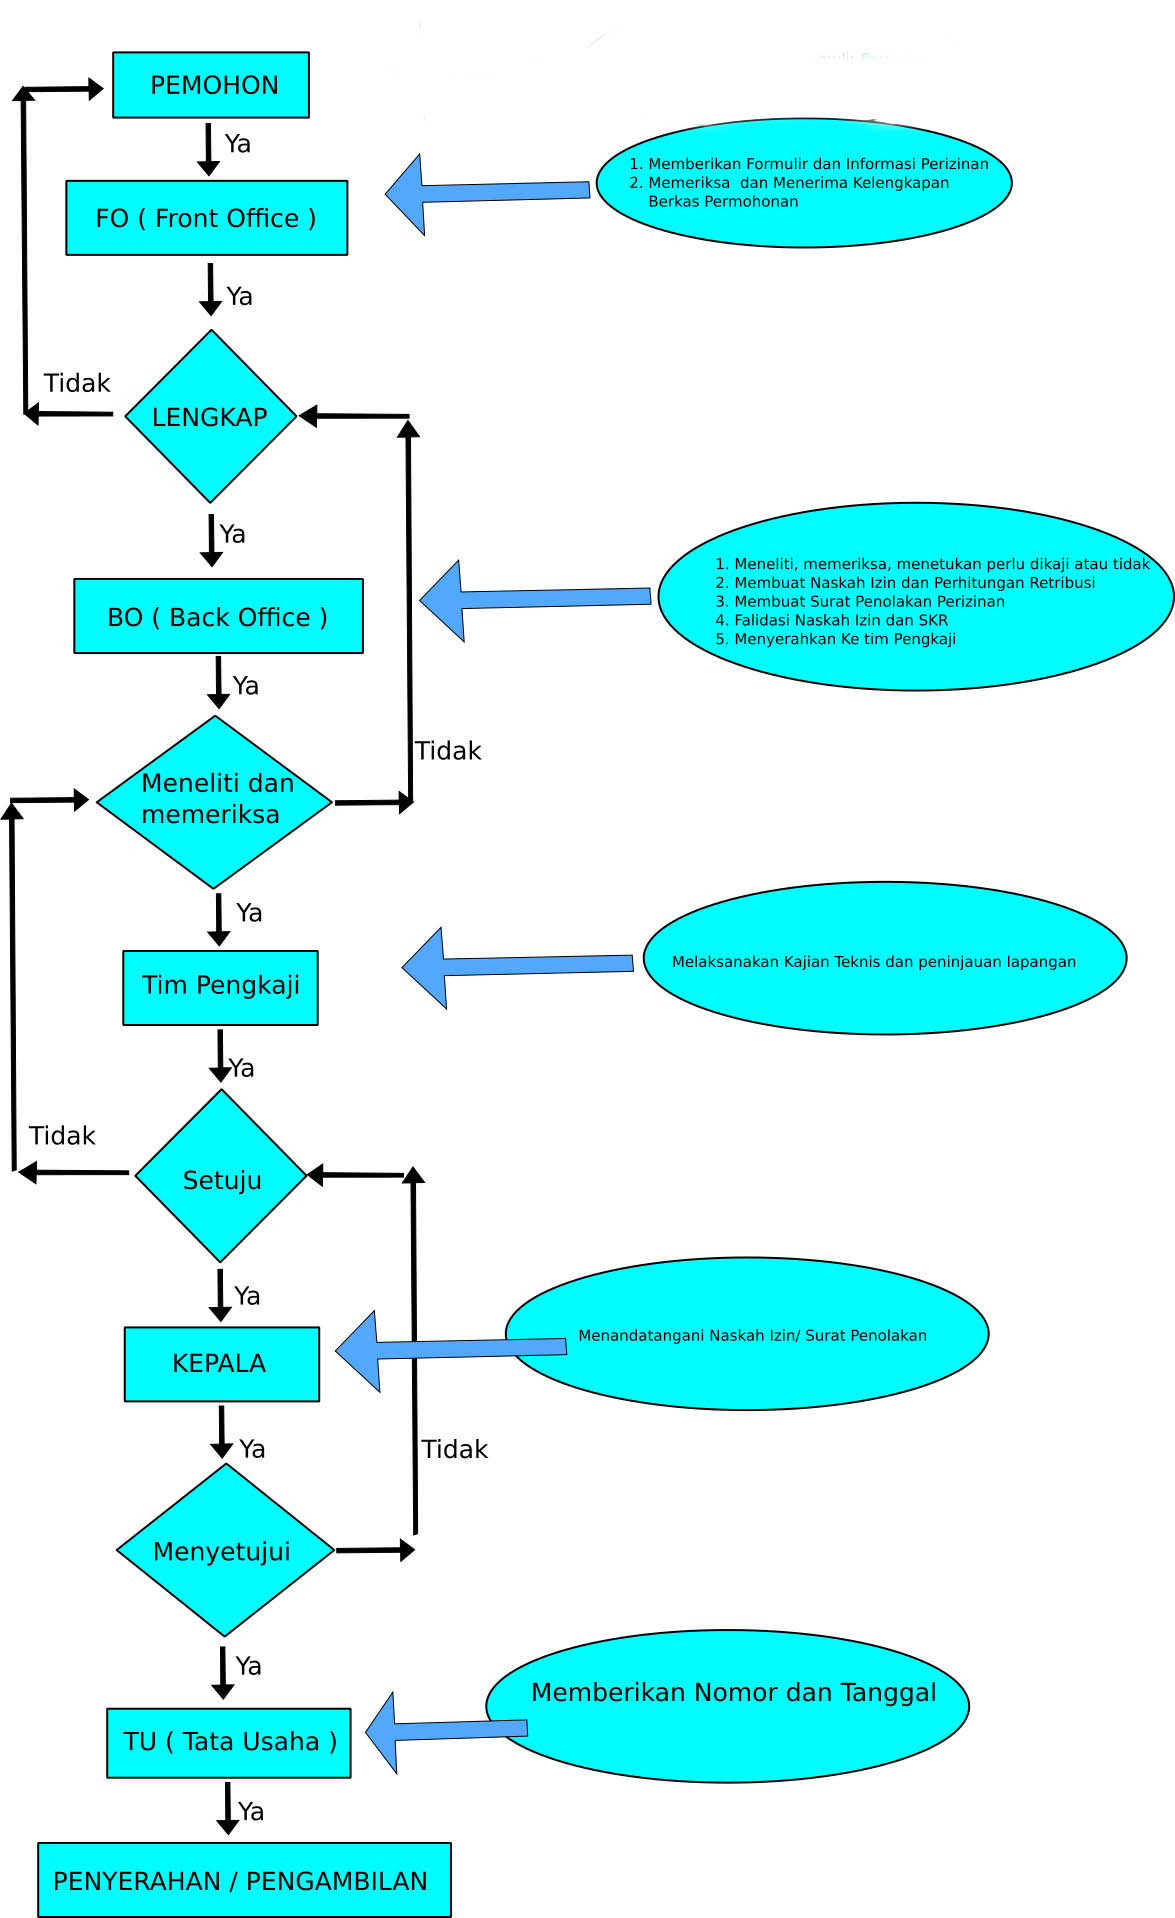 PEMOHON
Ya
1. Memberikan Formulir dan Informasi Perizinan
2. Memeriksa dan Menerima Kelengkapan
Berkas Permohonan
FO ( Front Office )
Ya
Tidak
LENGKAP
Ya
1. Meneliti, memeriksa, menetukan perlu dikaji atau tidak
2. Membuat Naskah Izin dan Perhitungan Retribusi
3. Membuat Surat Penolakan Perizinan
4. Falidasi Naskah Izin dan SKR
5. Menyerahkan Ke tim Pengkaji
BO ( Back Office )
Ya
Tidak
Meneliti dan
memeriksa
Ya
Melaksanakan Kajian Teknis dan peninjauan lapangan
Tim Pengkaji
Ya
Tidak
Setuju
Ya
Menandatangani Naskah Izin/ Surat Penolakan
KEPALA
Ya
Tidak
Menyetujui
Ya
Memberikan Nomor dan Tanggal
TU ( Tata Usaha )
Ya
PENYERAHAN / PENGAMBILAN